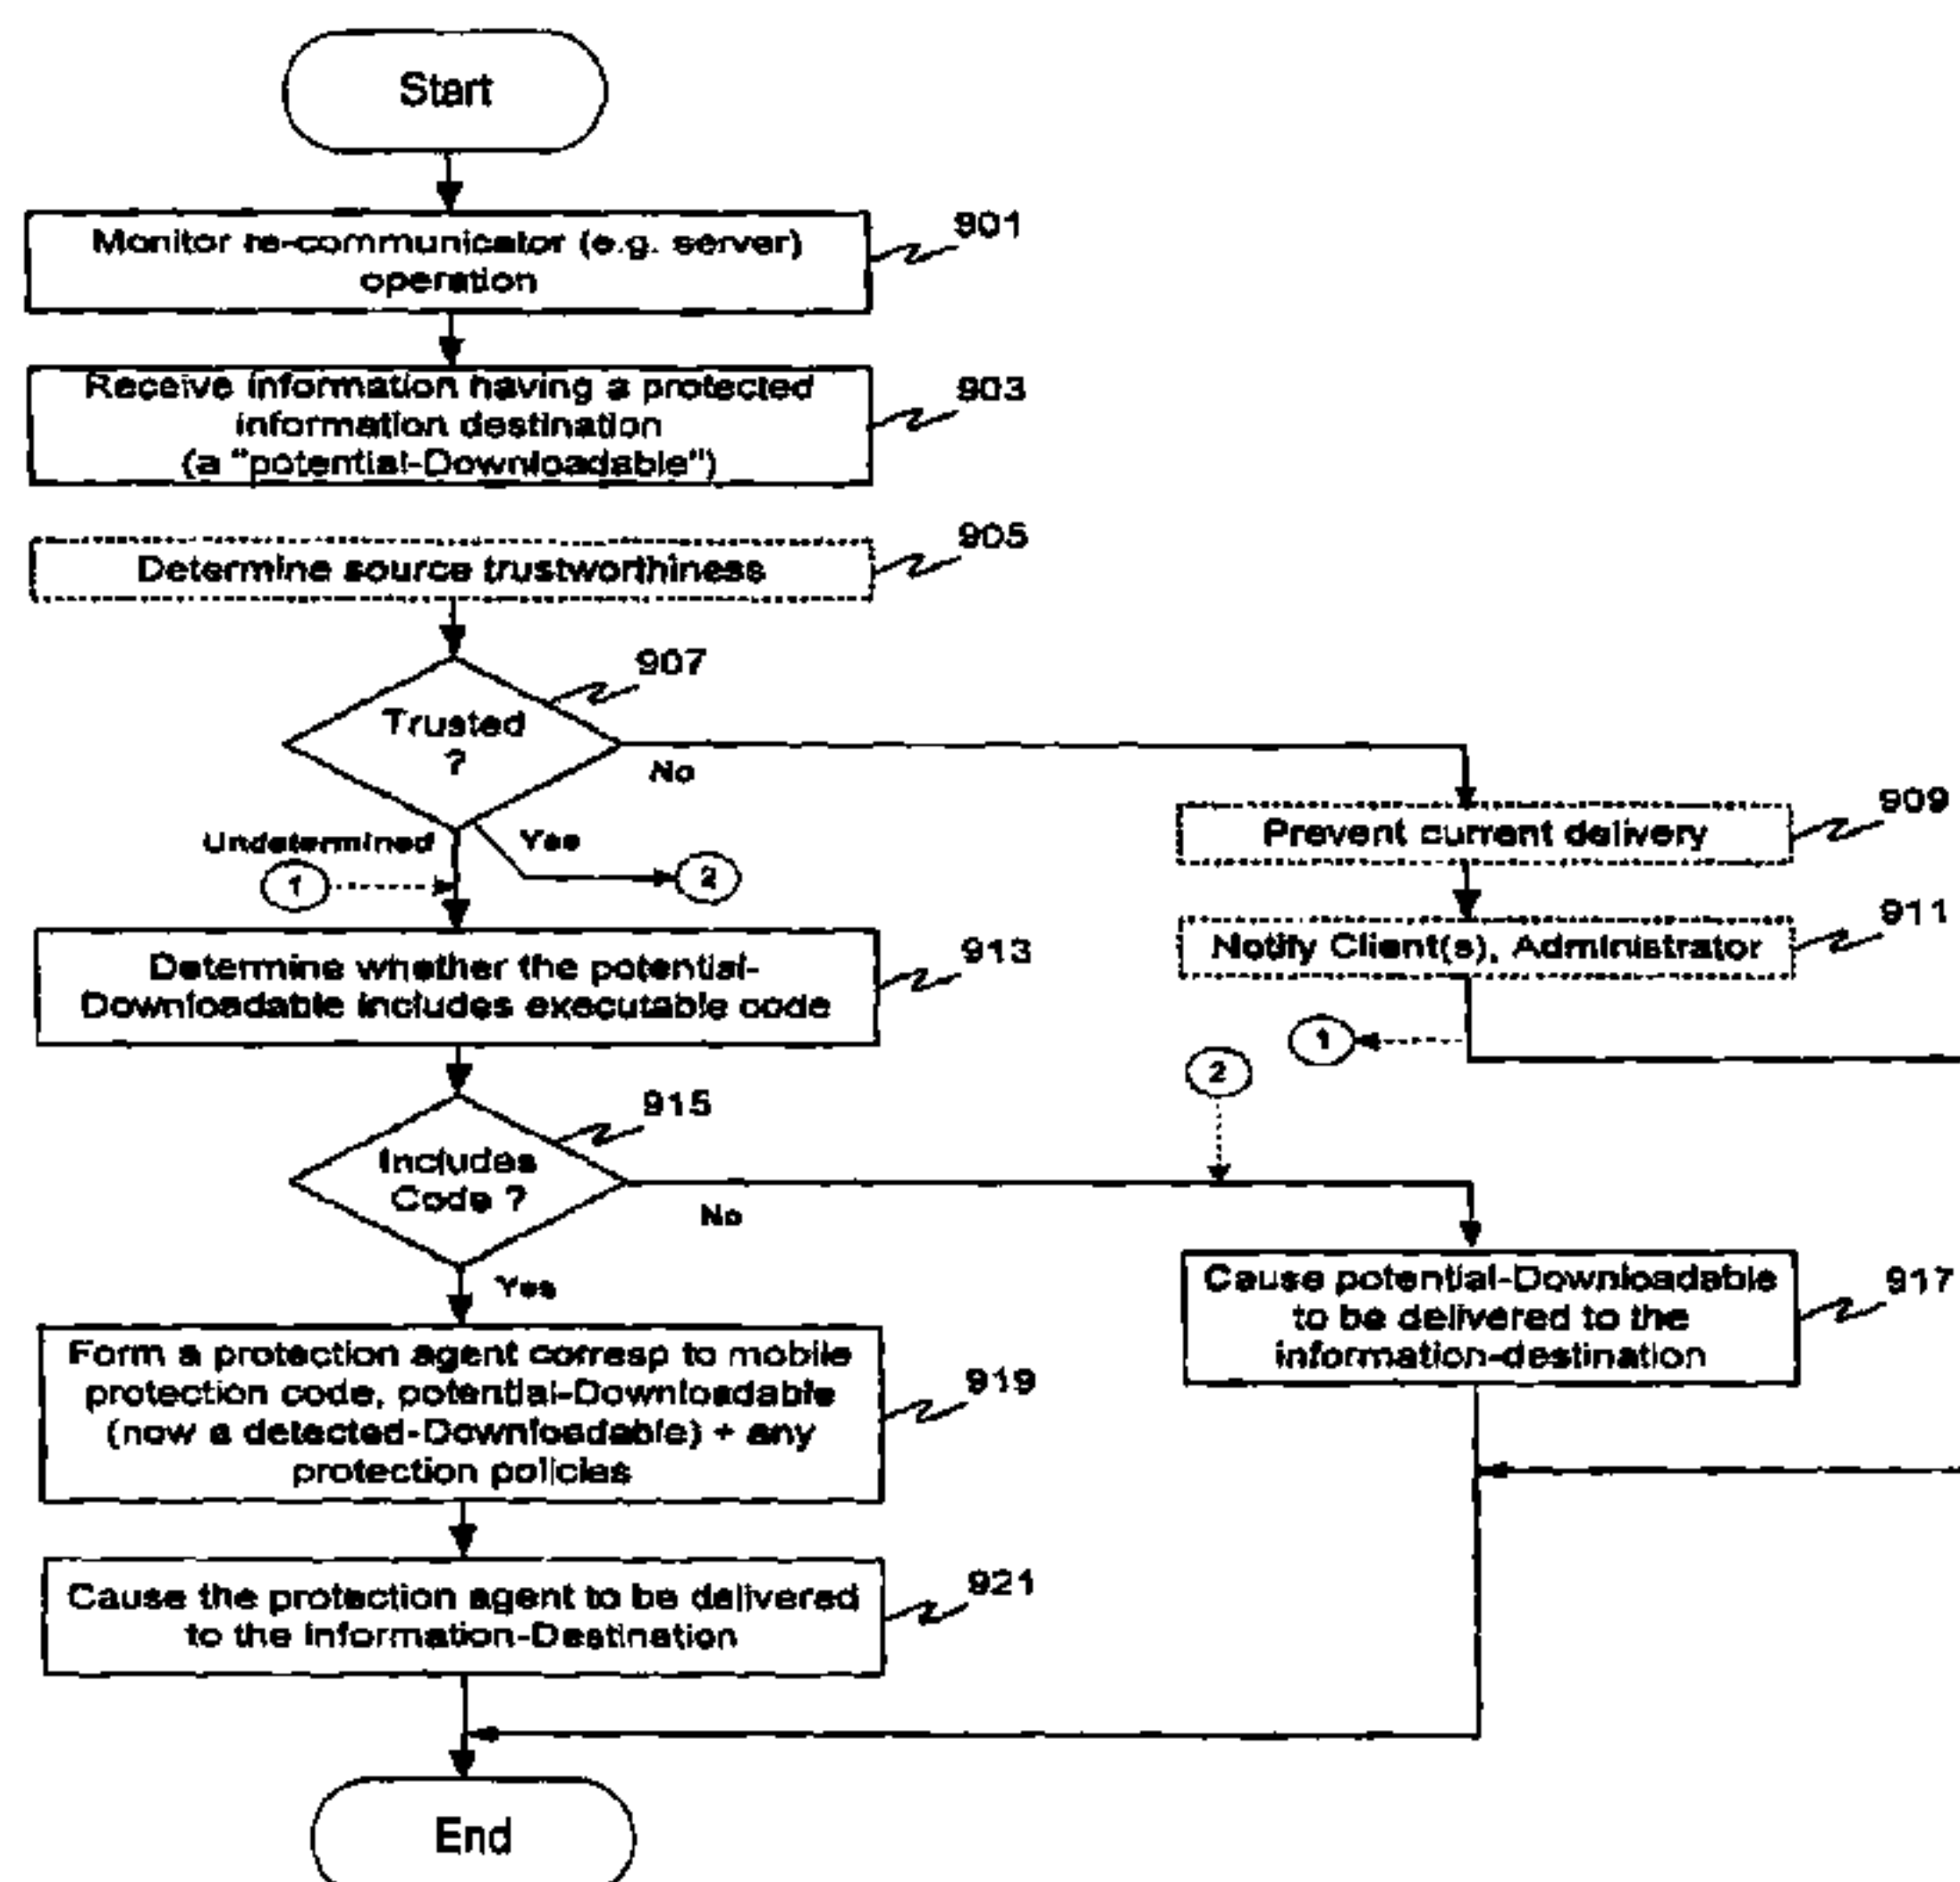 Start
Monitor re-communicator (e.g. server)
operation
901
Receive information having a protected
information destination
(a "potential-Downloadable")
903
Determine source trustworthiness
905
Trusted
?
907
No
Undetermined
Yes
1
2
Prevent current delivery
909
Notify Client(s), Administrator
911
1
2
Determine whether the potential-
Downloadable includes executable code
913
Includes
Code ?
915
No
Yes
Cause potential-Downloadable
to be delivered to the
information-destination
917
Form a protection agent corresp to mobile
protection code, potential-Downloadable
(now a detected-Downloadable) + any
protection policies
919
Cause the protection agent to be delivered
to the Information-Destination
921
End